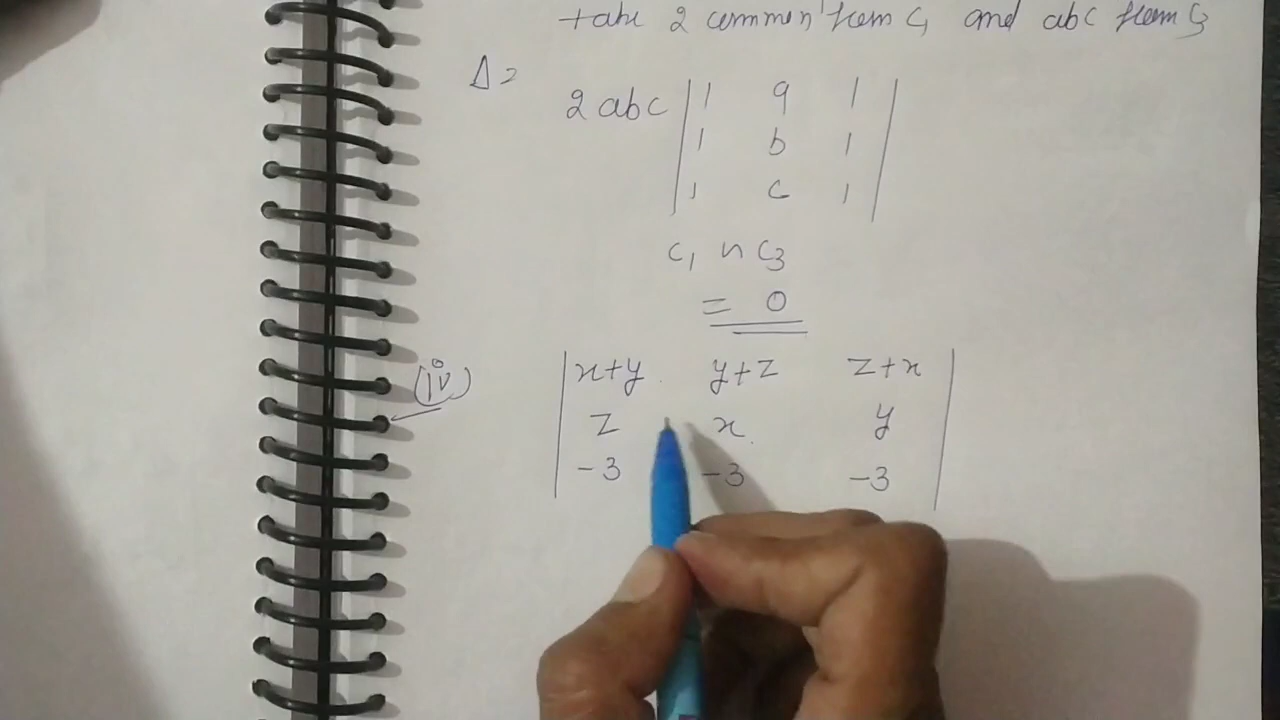 take 2 common from C₁ and abc from C₃
Δ =
2abc | 1 a 1 |
| 1 b 1 |
| 1 c 1 |
C₁ n C₃
= 0
(iv) | x+y y+z z+x |
| z x y |
| -3 -3 -3 |